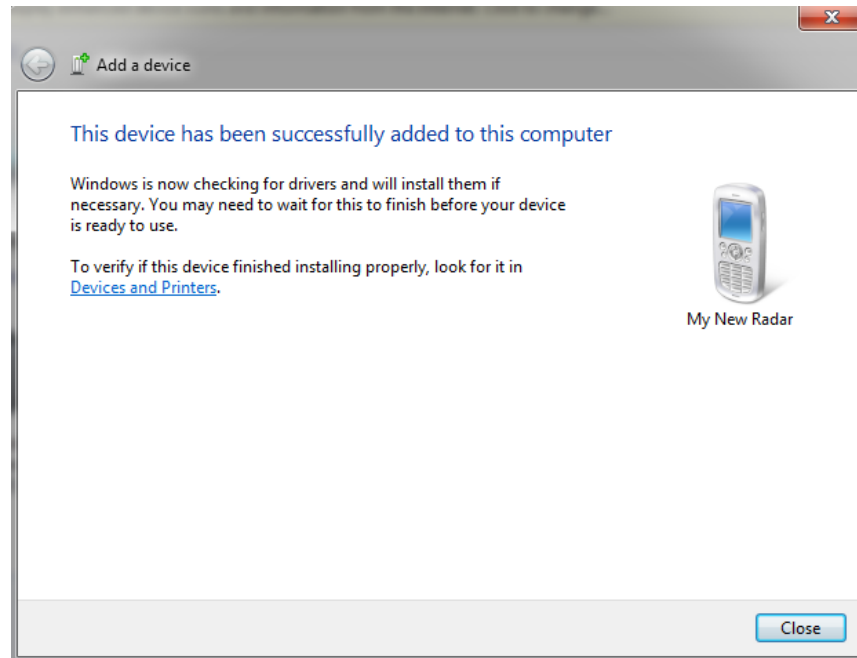 Add a device
This device has been successfully added to this computer
Windows is now checking for drivers and will install them if
necessary. You may need to wait for this to finish before your device
is ready to use.
To verify if this device finished installing properly, look for it in
Devices and Printers.
My New Radar
Close